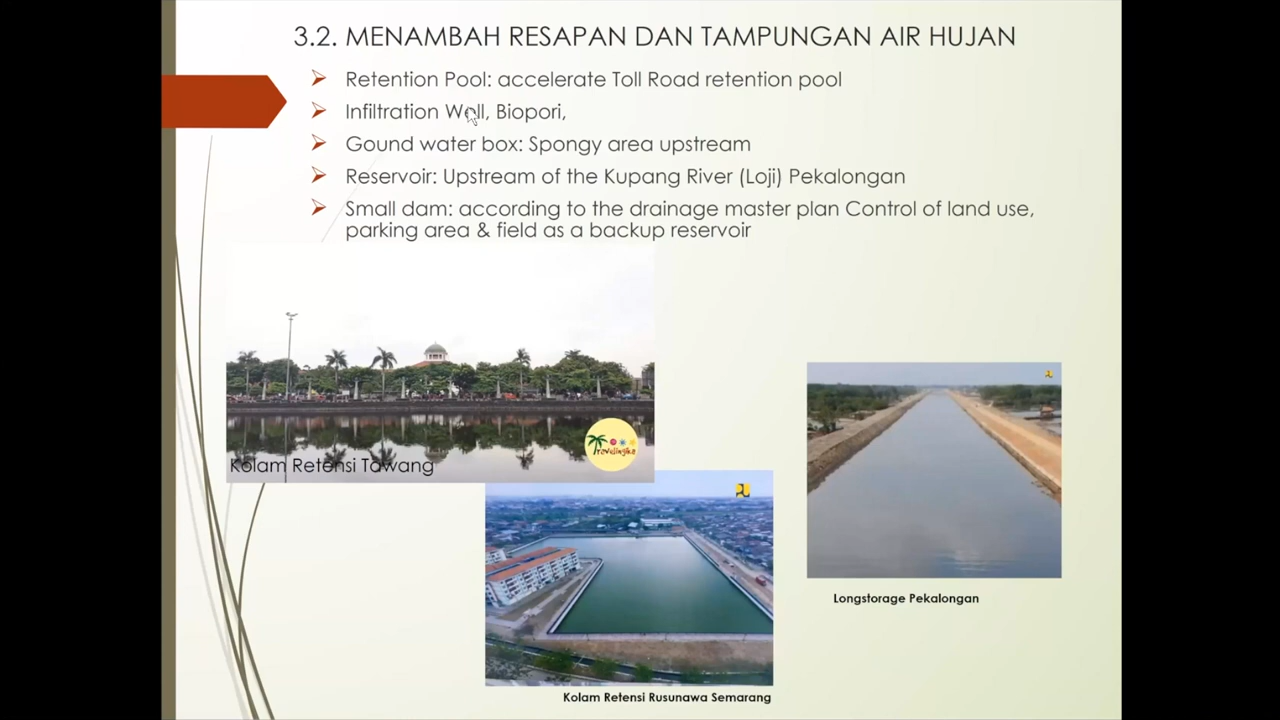 3.2. MENAMBAH RESAPAN DAN TAMPUNGAN AIR HUJAN
Retention Pool: accelerate Toll Road retention pool
Infiltration Well, Biopori,
Gound water box: Spongy area upstream
Reservoir: Upstream of the Kupang River (Loji) Pekalongan
Small dam: according to the drainage master plan Control of land use,
parking area & field as a backup reservoir
Travelingika
Kolam Retensi Tawang
Longstorage Pekalongan
Kolam Retensi Rusunawa Semarang